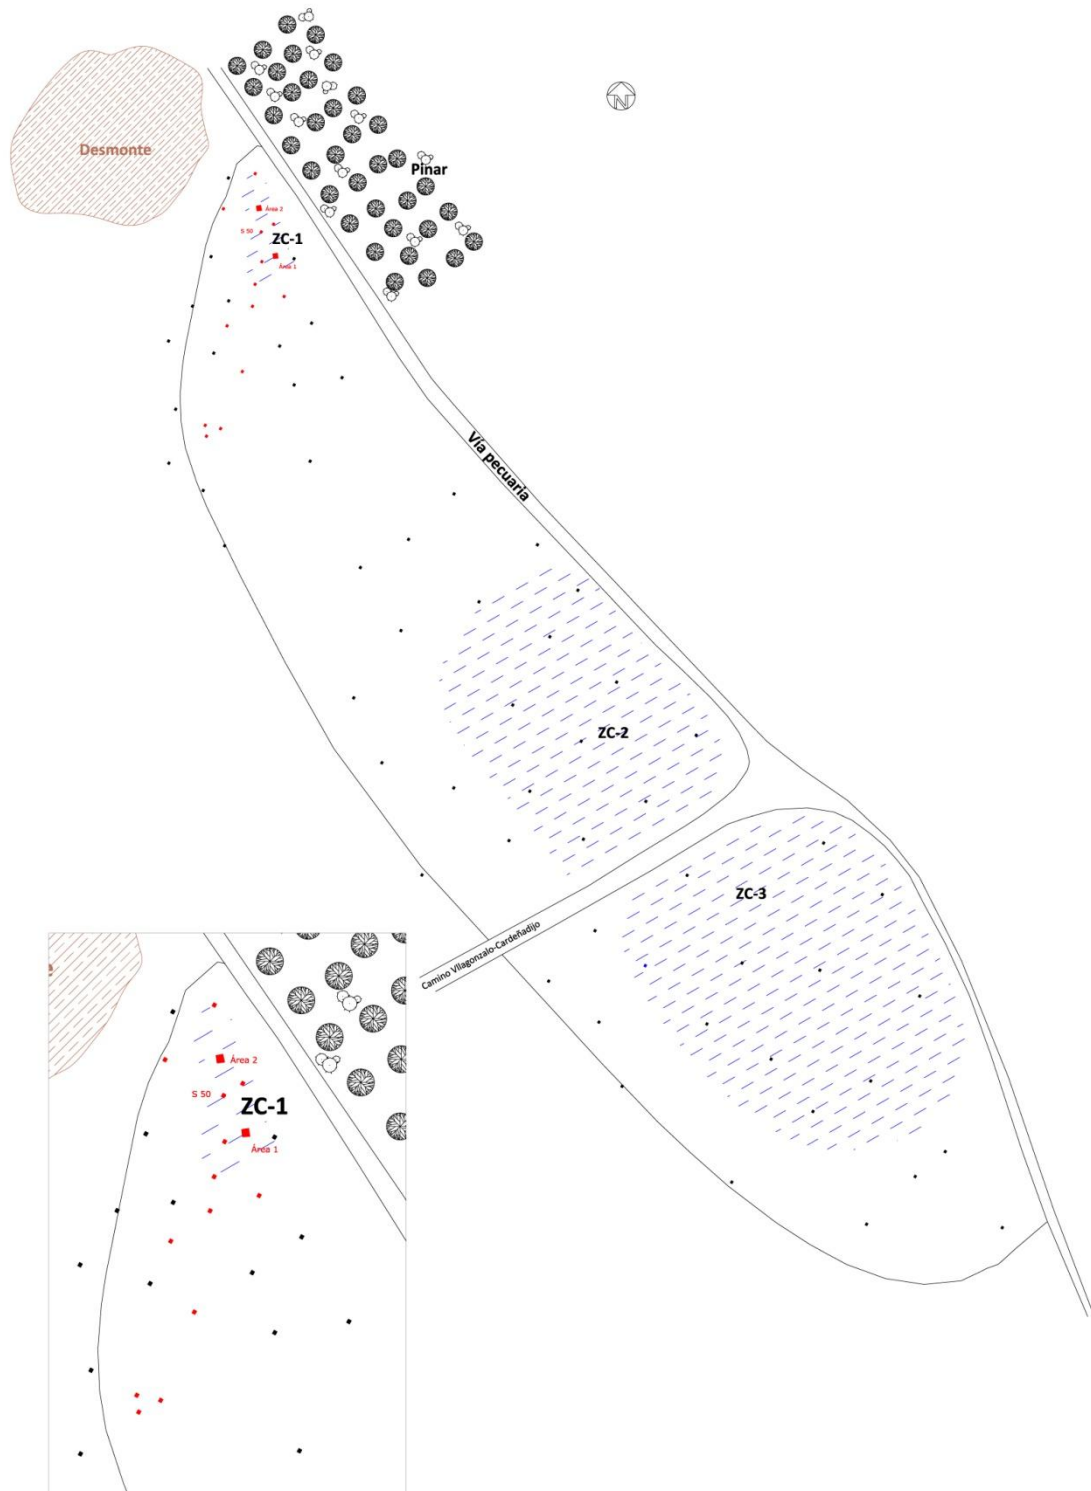 N
Desmonte
Pinar
Área 2
S 50
ZC-1
Área 1
Vía pecuaria
ZC-2
ZC-3
Camino Vllagonzalo-Cardeñadijo
Área 2
S 50
ZC-1
Área 1